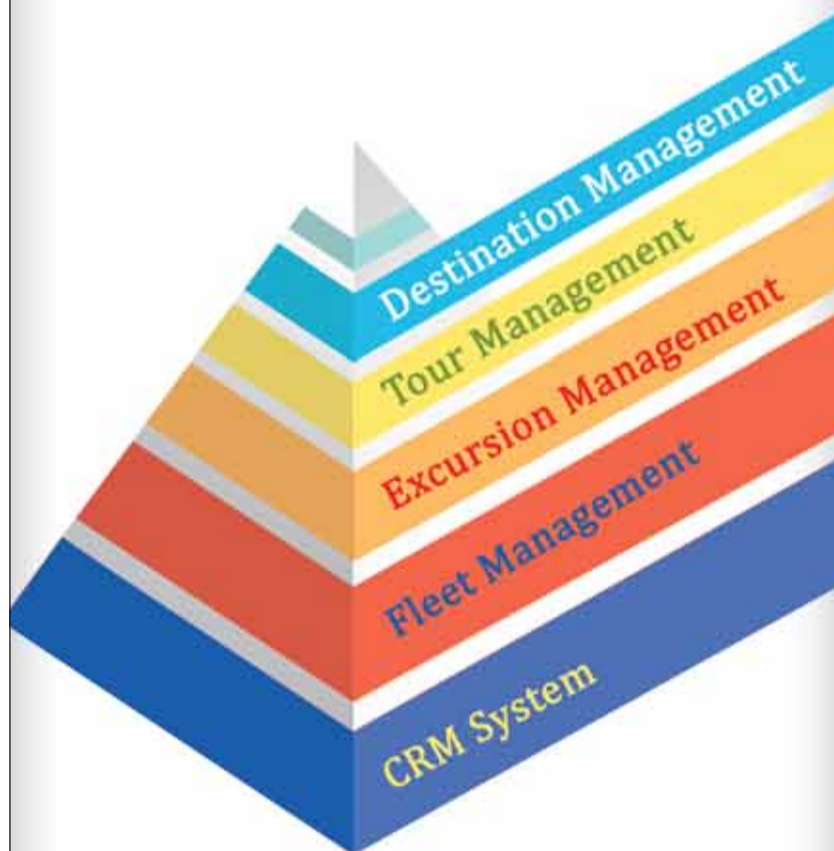 Destination Management
Tour Management
Excursion Management
Fleet Management
CRM System